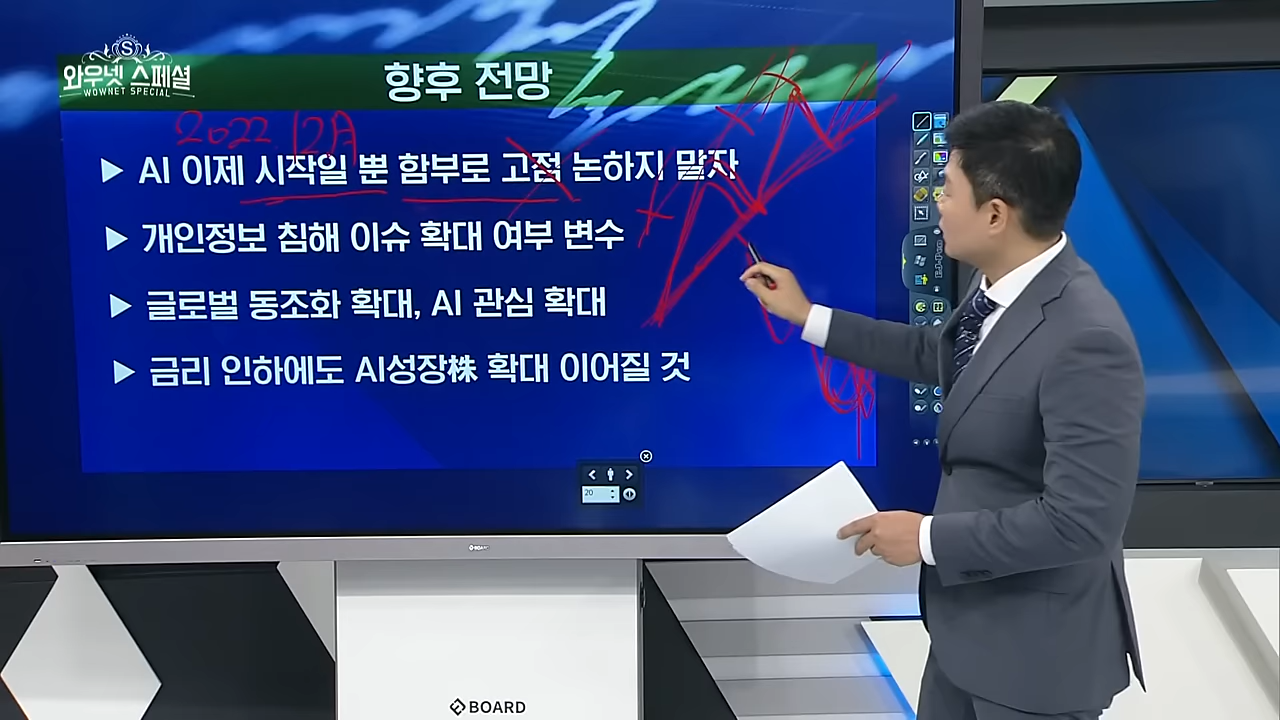 S
와우넷 스페셜
WOWNET SPECIAL
향후 전망
2022 12月
▶ AI 이제 시작일 뿐 함부로 고점 논하지 말자
▶ 개인정보 침해 이슈 확대 여부 변수
▶ 글로벌 동조화 확대, AI 관심 확대
▶ 금리 인하에도 AI성장株 확대 이어질 것
20
BOARD